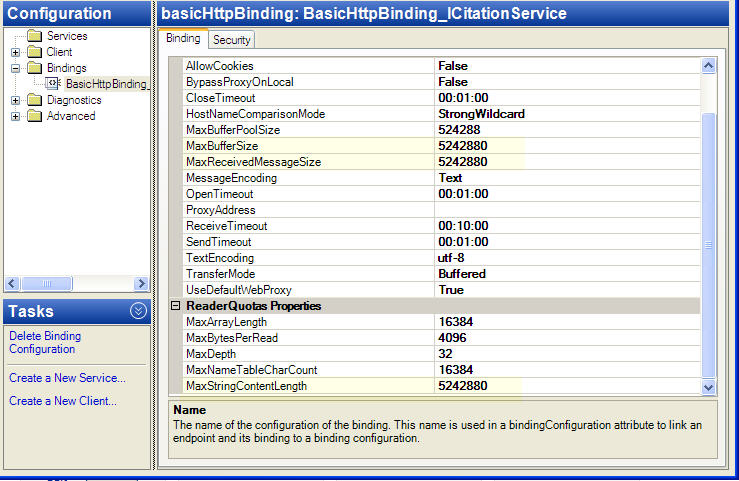 Configuration
Services
Client
Bindings
BasicHttpBinding_
Diagnostics
Advanced
Tasks
Delete Binding
Configuration
Create a New Service...
Create a New Client...
basicHttpBinding: BasicHttpBinding_ICitationService
Binding Security
AllowCookies False
BypassProxyOnLocal False
CloseTimeout 00:01:00
HostNameComparisonMode StrongWildcard
MaxBufferPoolSize 524288
MaxBufferSize 5242880
MaxReceivedMessageSize 5242880
MessageEncoding Text
OpenTimeout 00:01:00
ProxyAddress
ReceiveTimeout 00:10:00
SendTimeout 00:01:00
TextEncoding utf-8
TransferMode Buffered
UseDefaultWebProxy True
ReaderQuotas Properties
MaxArrayLength 16384
MaxBytesPerRead 4096
MaxDepth 32
MaxNameTableCharCount 16384
MaxStringContentLength 5242880
Name
The name of the configuration of the binding. This name is used in a bindingConfiguration attribute to link an
endpoint and its binding to a binding configuration.